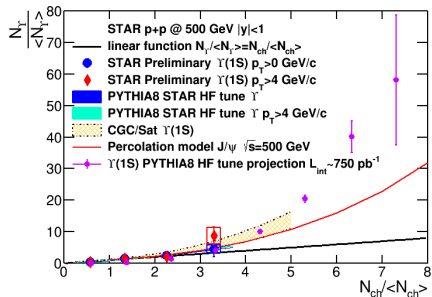 N_ϒ / <N_ϒ>
80
70
60
50
40
30
20
10
0
STAR p+p @ 500 GeV |y|<1
linear function N_ϒ/<N_ϒ>=N_ch/<N_ch>
STAR Preliminary ϒ(1S) p_T>0 GeV/c
STAR Preliminary ϒ(1S) p_T>4 GeV/c
PYTHIA8 STAR HF tune ϒ
PYTHIA8 STAR HF tune ϒ p_T>4 GeV/c
CGC/Sat ϒ(1S)
Percolation model J/ψ √s=500 GeV
ϒ(1S) PYTHIA8 HF tune projection L_int~750 pb⁻¹
0 1 2 3 4 5 6 7 8
N_ch/<N_ch>